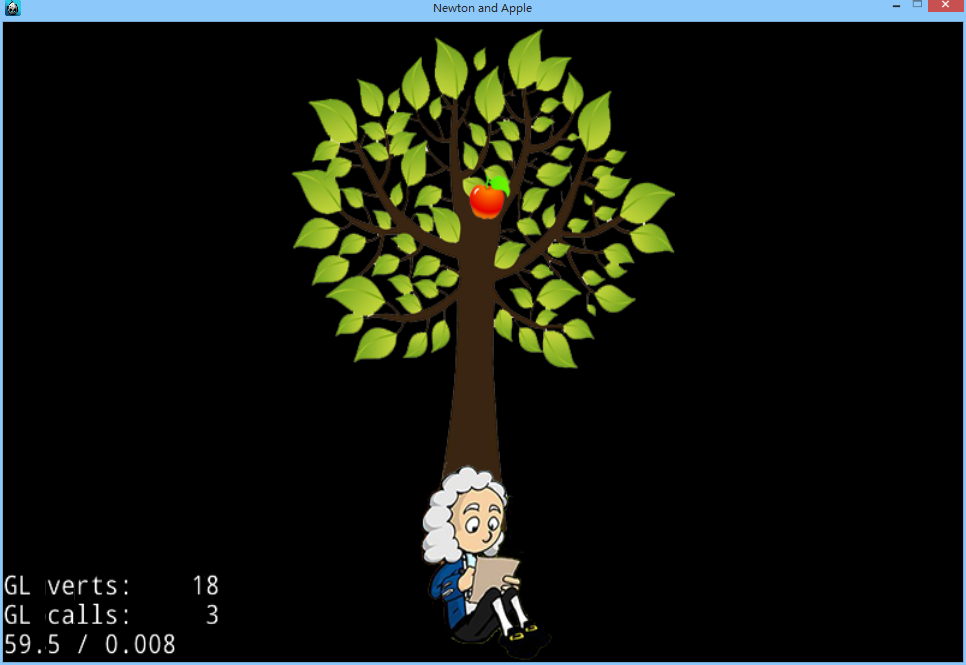 Newton and Apple
GL verts: 18
GL calls: 3
59.5 / 0.008